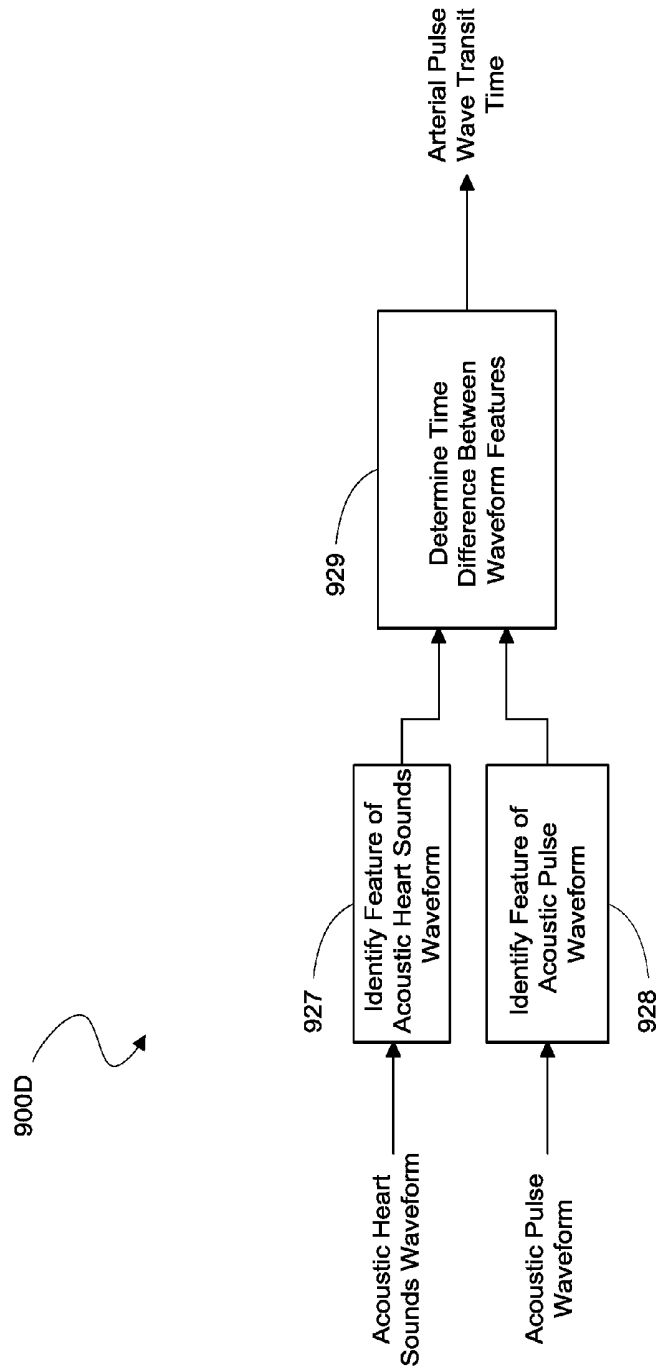 900D
Acoustic Heart
Sounds Waveform
927
Identify Feature of
Acoustic Heart Sounds
Waveform
Acoustic Pulse
Waveform
Identify Feature of
Acoustic Pulse
Waveform
928
929
Determine Time
Difference Between
Waveform Features
Arterial Pulse
Wave Transit
Time